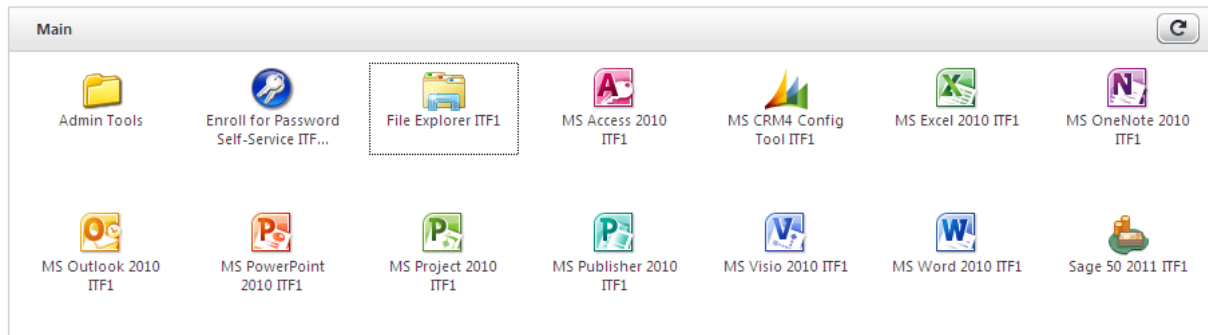 Main
Admin Tools
Enroll for Password
Self-Service ITF...
File Explorer ITF1
MS Access 2010
ITF1
MS CRM4 Config
Tool ITF1
MS Excel 2010 ITF1
MS OneNote 2010
ITF1
MS Outlook 2010
ITF1
MS PowerPoint
2010 ITF1
MS Project 2010
ITF1
MS Publisher 2010
ITF1
MS Visio 2010 ITF1
MS Word 2010 ITF1
Sage 50 2011 ITF1